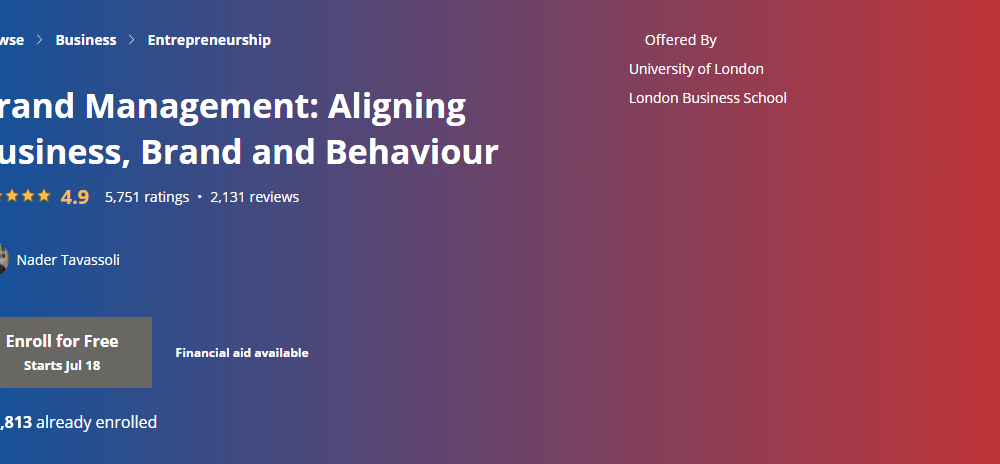 wse > Business > Entrepreneurship
Offered By
University of London
London Business School
rand Management: Aligning
usiness, Brand and Behaviour
4.9 5,751 ratings • 2,131 reviews
Nader Tavassoli
Enroll for Free
Starts Jul 18
Financial aid available
,813 already enrolled